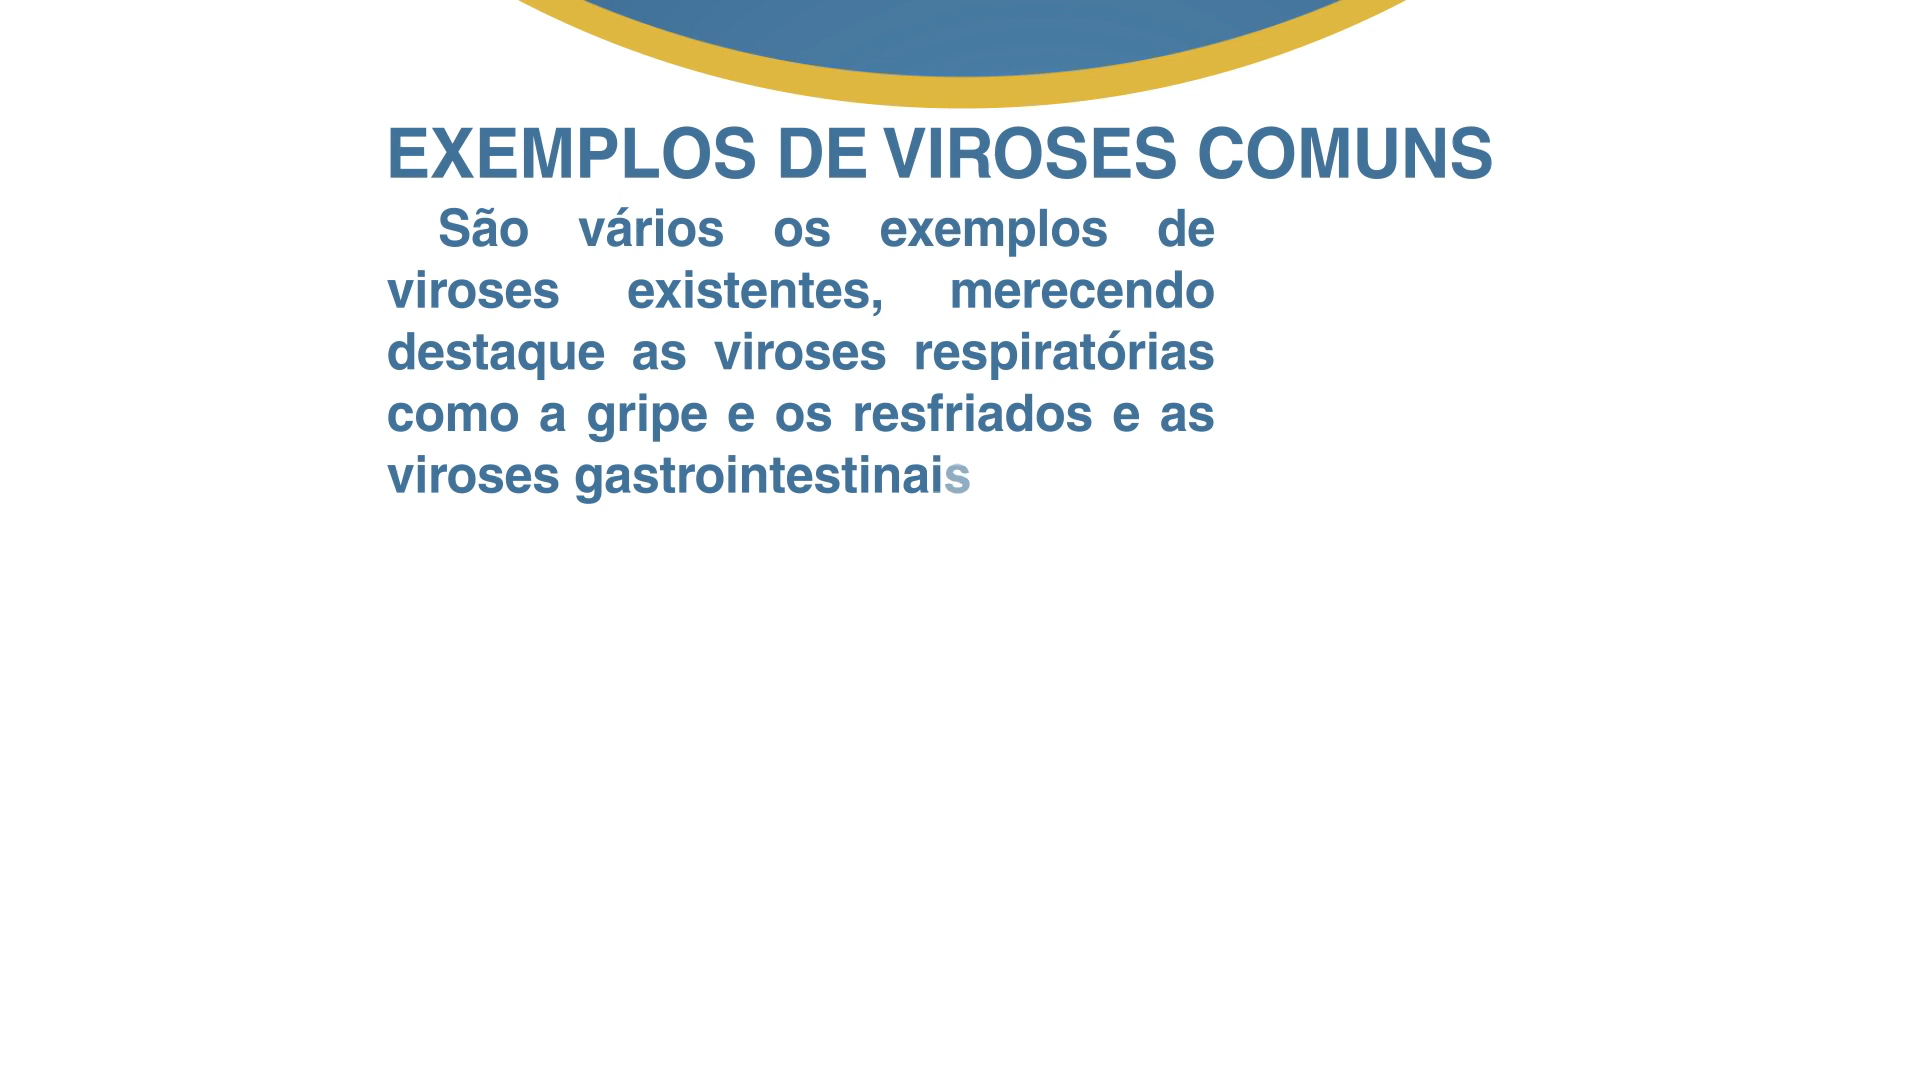 EXEMPLOS DE VIROSES COMUNS
São vários os exemplos de
viroses existentes, merecendo
destaque as viroses respiratórias
como a gripe e os resfriados e as
viroses gastrointestinais